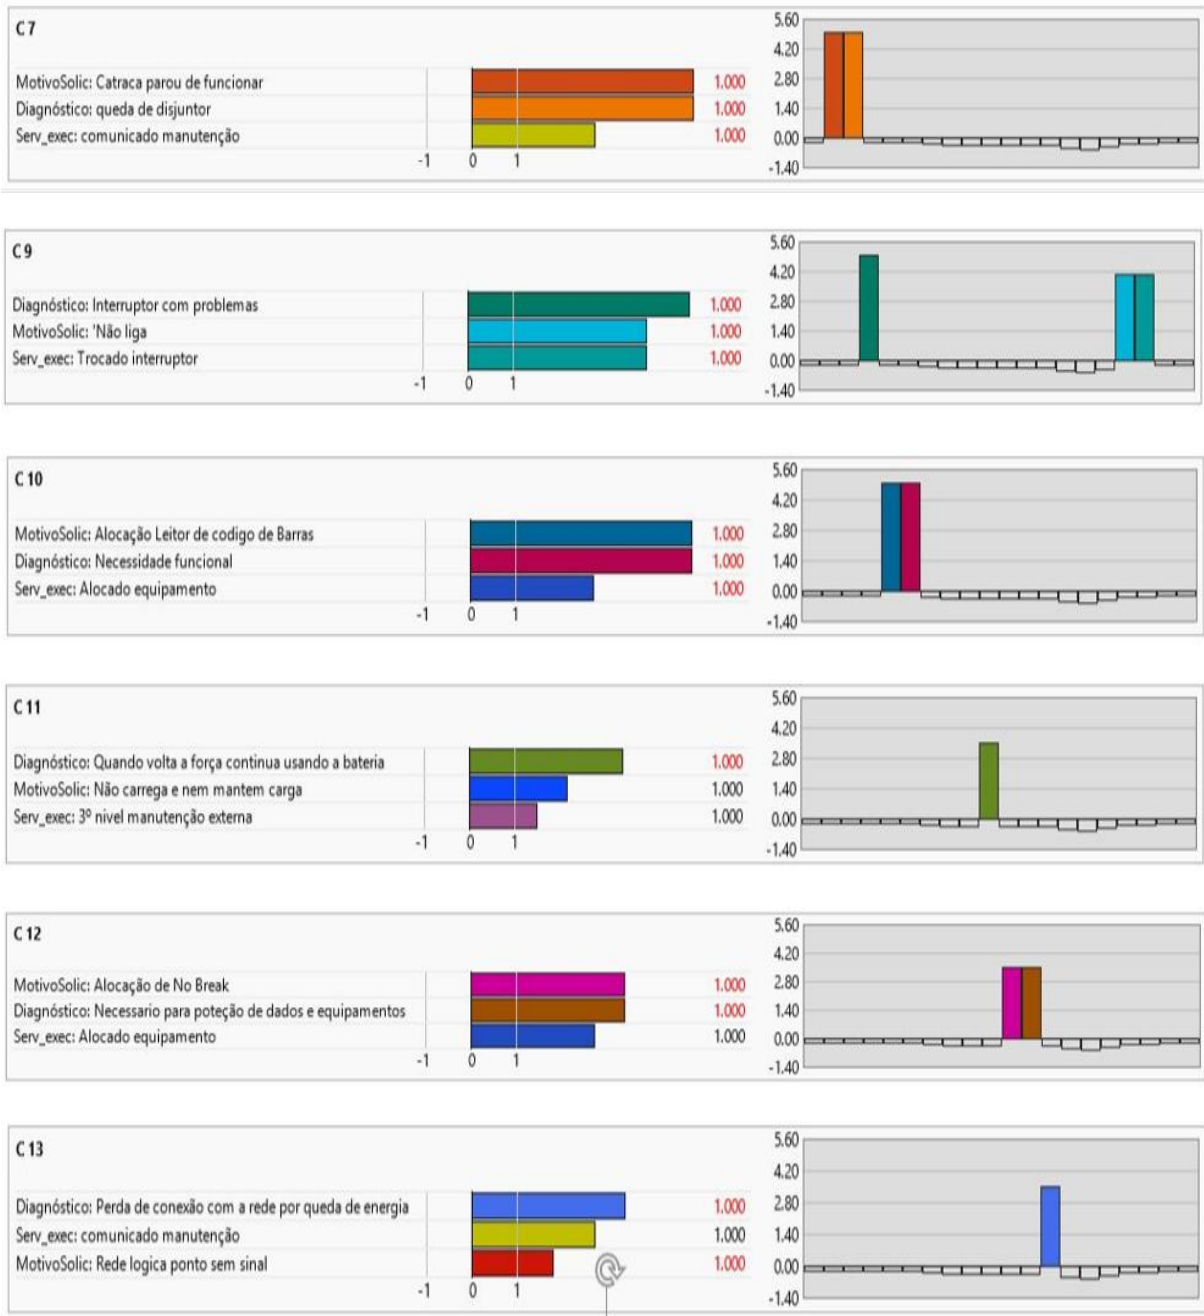 C 7
MotivoSolic: Catraca parou de funcionar 1.000
Diagnóstico: queda de disjuntor 1.000
Serv_exec: comunicado manutenção 1.000
-1 0 1
5.60
4.20
2.80
1.40
0.00
-1.40
C 9
Diagnóstico: Interruptor com problemas 1.000
MotivoSolic: 'Não liga 1.000
Serv_exec: Trocado interruptor 1.000
-1 0 1
5.60
4.20
2.80
1.40
0.00
-1.40
C 10
MotivoSolic: Alocação Leitor de codigo de Barras 1.000
Diagnóstico: Necessidade funcional 1.000
Serv_exec: Alocado equipamento 1.000
-1 0 1
5.60
4.20
2.80
1.40
0.00
-1.40
C 11
Diagnóstico: Quando volta a força continua usando a bateria 1.000
MotivoSolic: Não carrega e nem mantem carga 1.000
Serv_exec: 3º nivel manutenção externa 1.000
-1 0 1
5.60
4.20
2.80
1.40
0.00
-1.40
C 12
MotivoSolic: Alocação de No Break 1.000
Diagnóstico: Necessario para poteção de dados e equipamentos 1.000
Serv_exec: Alocado equipamento 1.000
-1 0 1
5.60
4.20
2.80
1.40
0.00
-1.40
C 13
Diagnóstico: Perda de conexão com a rede por queda de energia 1.000
Serv_exec: comunicado manutenção 1.000
MotivoSolic: Rede logica ponto sem sinal 1.000
-1 0 1
5.60
4.20
2.80
1.40
0.00
-1.40